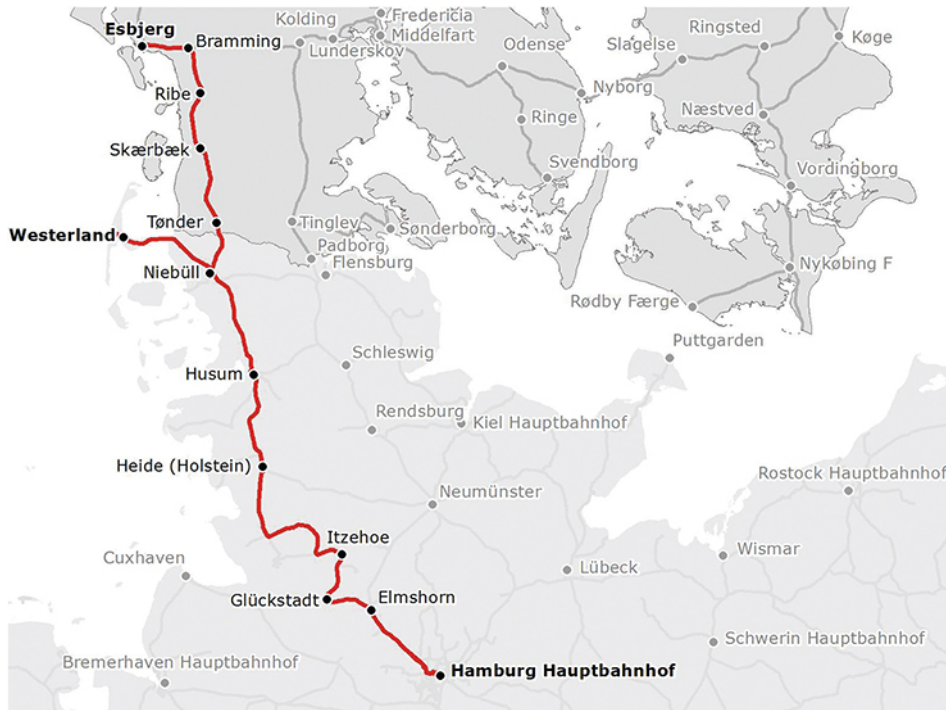 Fredericia
Kolding
Ringsted
Esbjerg
Middelfart
Køge
Bramming
Lunderskov
Odense
Slagelse
Nyborg
Ribe
Næstved
Ringe
Skærbæk
Svendborg
Vordingborg
Tønder
Tinglev
Sønderborg
Westerland
Padborg
Flensburg
Nykøbing F
Niebüll
Rødby Færge
Puttgarden
Schleswig
Husum
Rendsburg
Kiel Hauptbahnhof
Heide (Holstein)
Rostock Hauptbahnhof
Neumünster
Itzehoe
Cuxhaven
Wismar
Lübeck
Glückstadt
Elmshorn
Schwerin Hauptbahnhof
Bremerhaven Hauptbahnhof
Hamburg Hauptbahnhof